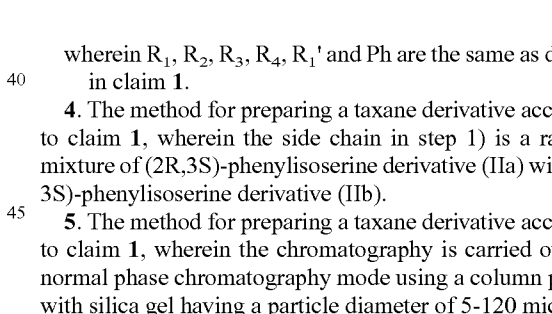 wherein R₁, R₂, R₃, R₄, R₁' and Ph are the same as
40
in claim 1.
4. The method for preparing a taxane derivative
to claim 1, wherein the side chain in step 1) is a
mixture of (2R,3S)-phenylisoserine derivative (IIa)
3S)-phenylisoserine derivative (IIb).
45
5. The method for preparing a taxane derivative
to claim 1, wherein the chromatography is carried
normal phase chromatography mode using a column
with silica gel having a particle diameter of 5-120